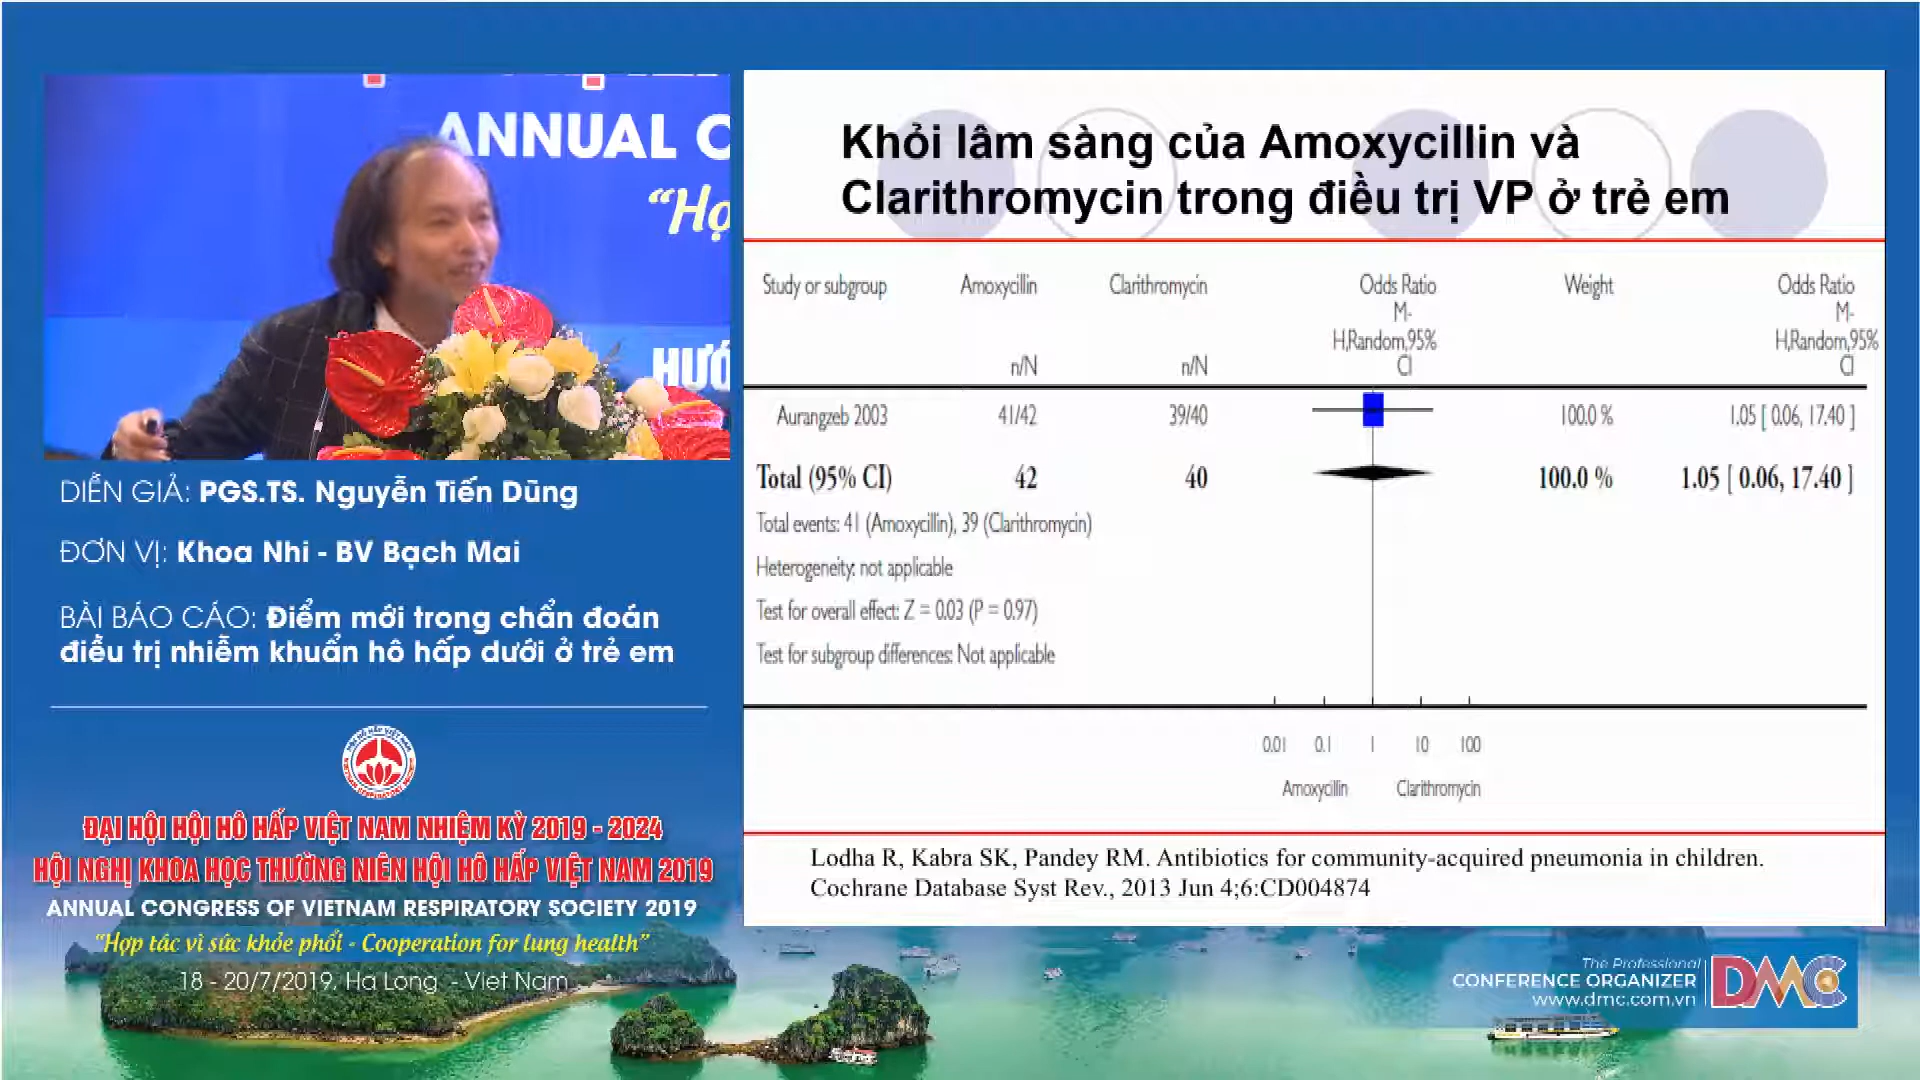 ANNUAL C
“Họ
HƯỚ
DIỄN GIẢ: PGS.TS. Nguyễn Tiến Dũng
ĐƠN VỊ: Khoa Nhi - BV Bạch Mai
BÀI BÁO CÁO: Điểm mới trong chẩn đoán
điều trị nhiễm khuẩn hô hấp dưới ở trẻ em
ĐẠI HỘI HỘI HÔ HẤP VIỆT NAM NHIỆM KỲ 2019 - 2024
HỘI NGHỊ KHOA HỌC THƯỜNG NIÊN HỘI HÔ HẤP VIỆT NAM 2019
ANNUAL CONGRESS OF VIETNAM RESPIRATORY SOCIETY 2019
“Hợp tác vì sức khỏe phổi - Cooperation for lung health”
18 - 20/7/2019, Ha Long - Viet Nam
Khỏi lâm sàng của Amoxycillin và
Clarithromycin trong điều trị VP ở trẻ em
Study or subgroup Amoxycillin Clarithromycin Odds Ratio Weight Odds Ratio
M- M-
H,Random,95% H,Random,95%
n/N n/N CI CI
Aurangzeb 2003 41/42 39/40 100.0 % 1.05 [ 0.06, 17.40 ]
Total (95% CI) 42 40 100.0 % 1.05 [ 0.06, 17.40 ]
Total events: 41 (Amoxycillin), 39 (Clarithromycin)
Heterogeneity: not applicable
Test for overall effect: Z = 0.03 (P = 0.97)
Test for subgroup differences: Not applicable
0.01 0.1 1 10 100
Amoxycillin Clarithromycin
Lodha R, Kabra SK, Pandey RM. Antibiotics for community-acquired pneumonia in children.
Cochrane Database Syst Rev., 2013 Jun 4;6:CD004874
The Professional
CONFERENCE ORGANIZER
www.dmc.com.vn
DMC